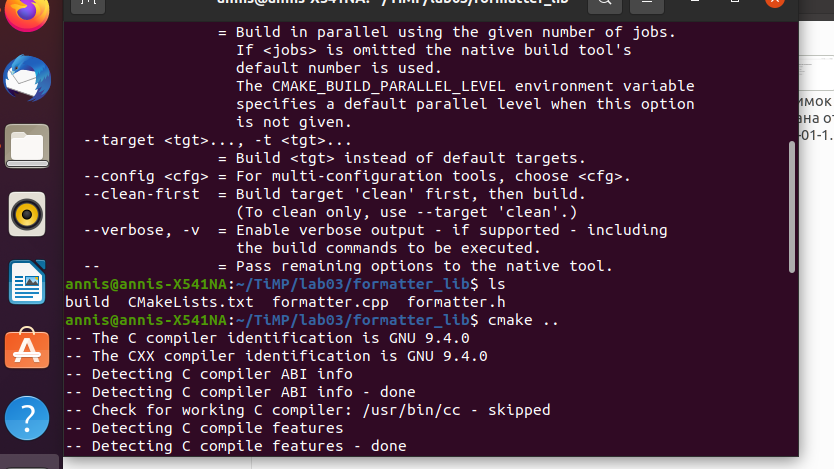 annis@annis-X541NA: ~/TiMP/lab03/formatter_lib
= Build in parallel using the given number of jobs.
If <jobs> is omitted the native build tool's
default number is used.
The CMAKE_BUILD_PARALLEL_LEVEL environment variable
specifies a default parallel level when this option
is not given.
--target <tgt>..., -t <tgt>...
= Build <tgt> instead of default targets.
--config <cfg> = For multi-configuration tools, choose <cfg>.
--clean-first = Build target 'clean' first, then build.
(To clean only, use --target 'clean'.)
--verbose, -v = Enable verbose output - if supported - including
the build commands to be executed.
-- = Pass remaining options to the native tool.
annis@annis-X541NA:~/TiMP/lab03/formatter_lib$ ls
build CMakeLists.txt formatter.cpp formatter.h
annis@annis-X541NA:~/TiMP/lab03/formatter_lib$ cmake ..
-- The C compiler identification is GNU 9.4.0
-- The CXX compiler identification is GNU 9.4.0
-- Detecting C compiler ABI info
-- Detecting C compiler ABI info - done
-- Check for working C compiler: /usr/bin/cc - skipped
-- Detecting C compile features
-- Detecting C compile features - done
имок
ана от
-01-1.